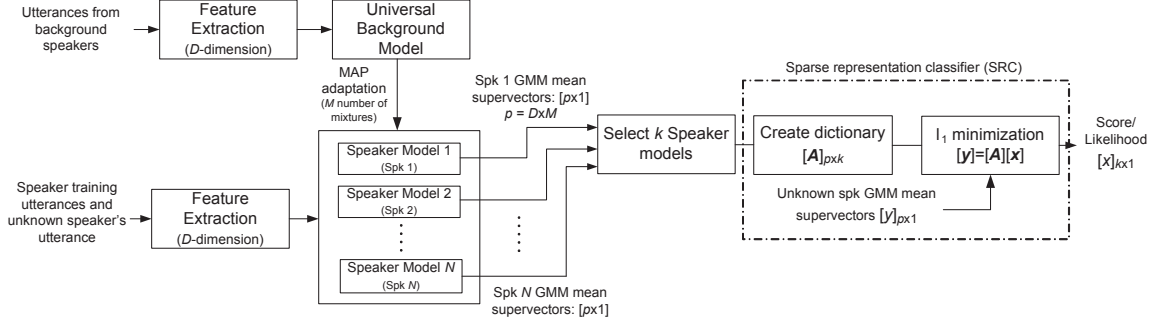 Utterances from
background
speakers
Feature
Extraction
(D-dimension)
Universal
Background
Model
MAP
adaptation
(M number of
mixtures)
Spk 1 GMM mean
supervectors: [px1]
p = DxM
Speaker training
utterances and
unknown speaker's
utterance
Feature
Extraction
(D-dimension)
Speaker Model 1
(Spk 1)
Speaker Model 2
(Spk 2)
Speaker Model N
(Spk N)
Spk N GMM mean
supervectors: [px1]
Select k Speaker
models
Sparse representation classifier (SRC)
Create dictionary
[A]pxk
l1 minimization
[y]=[A][x]
Unknown spk GMM mean
supervectors [y]px1
Score/
Likelihood
[x]kx1